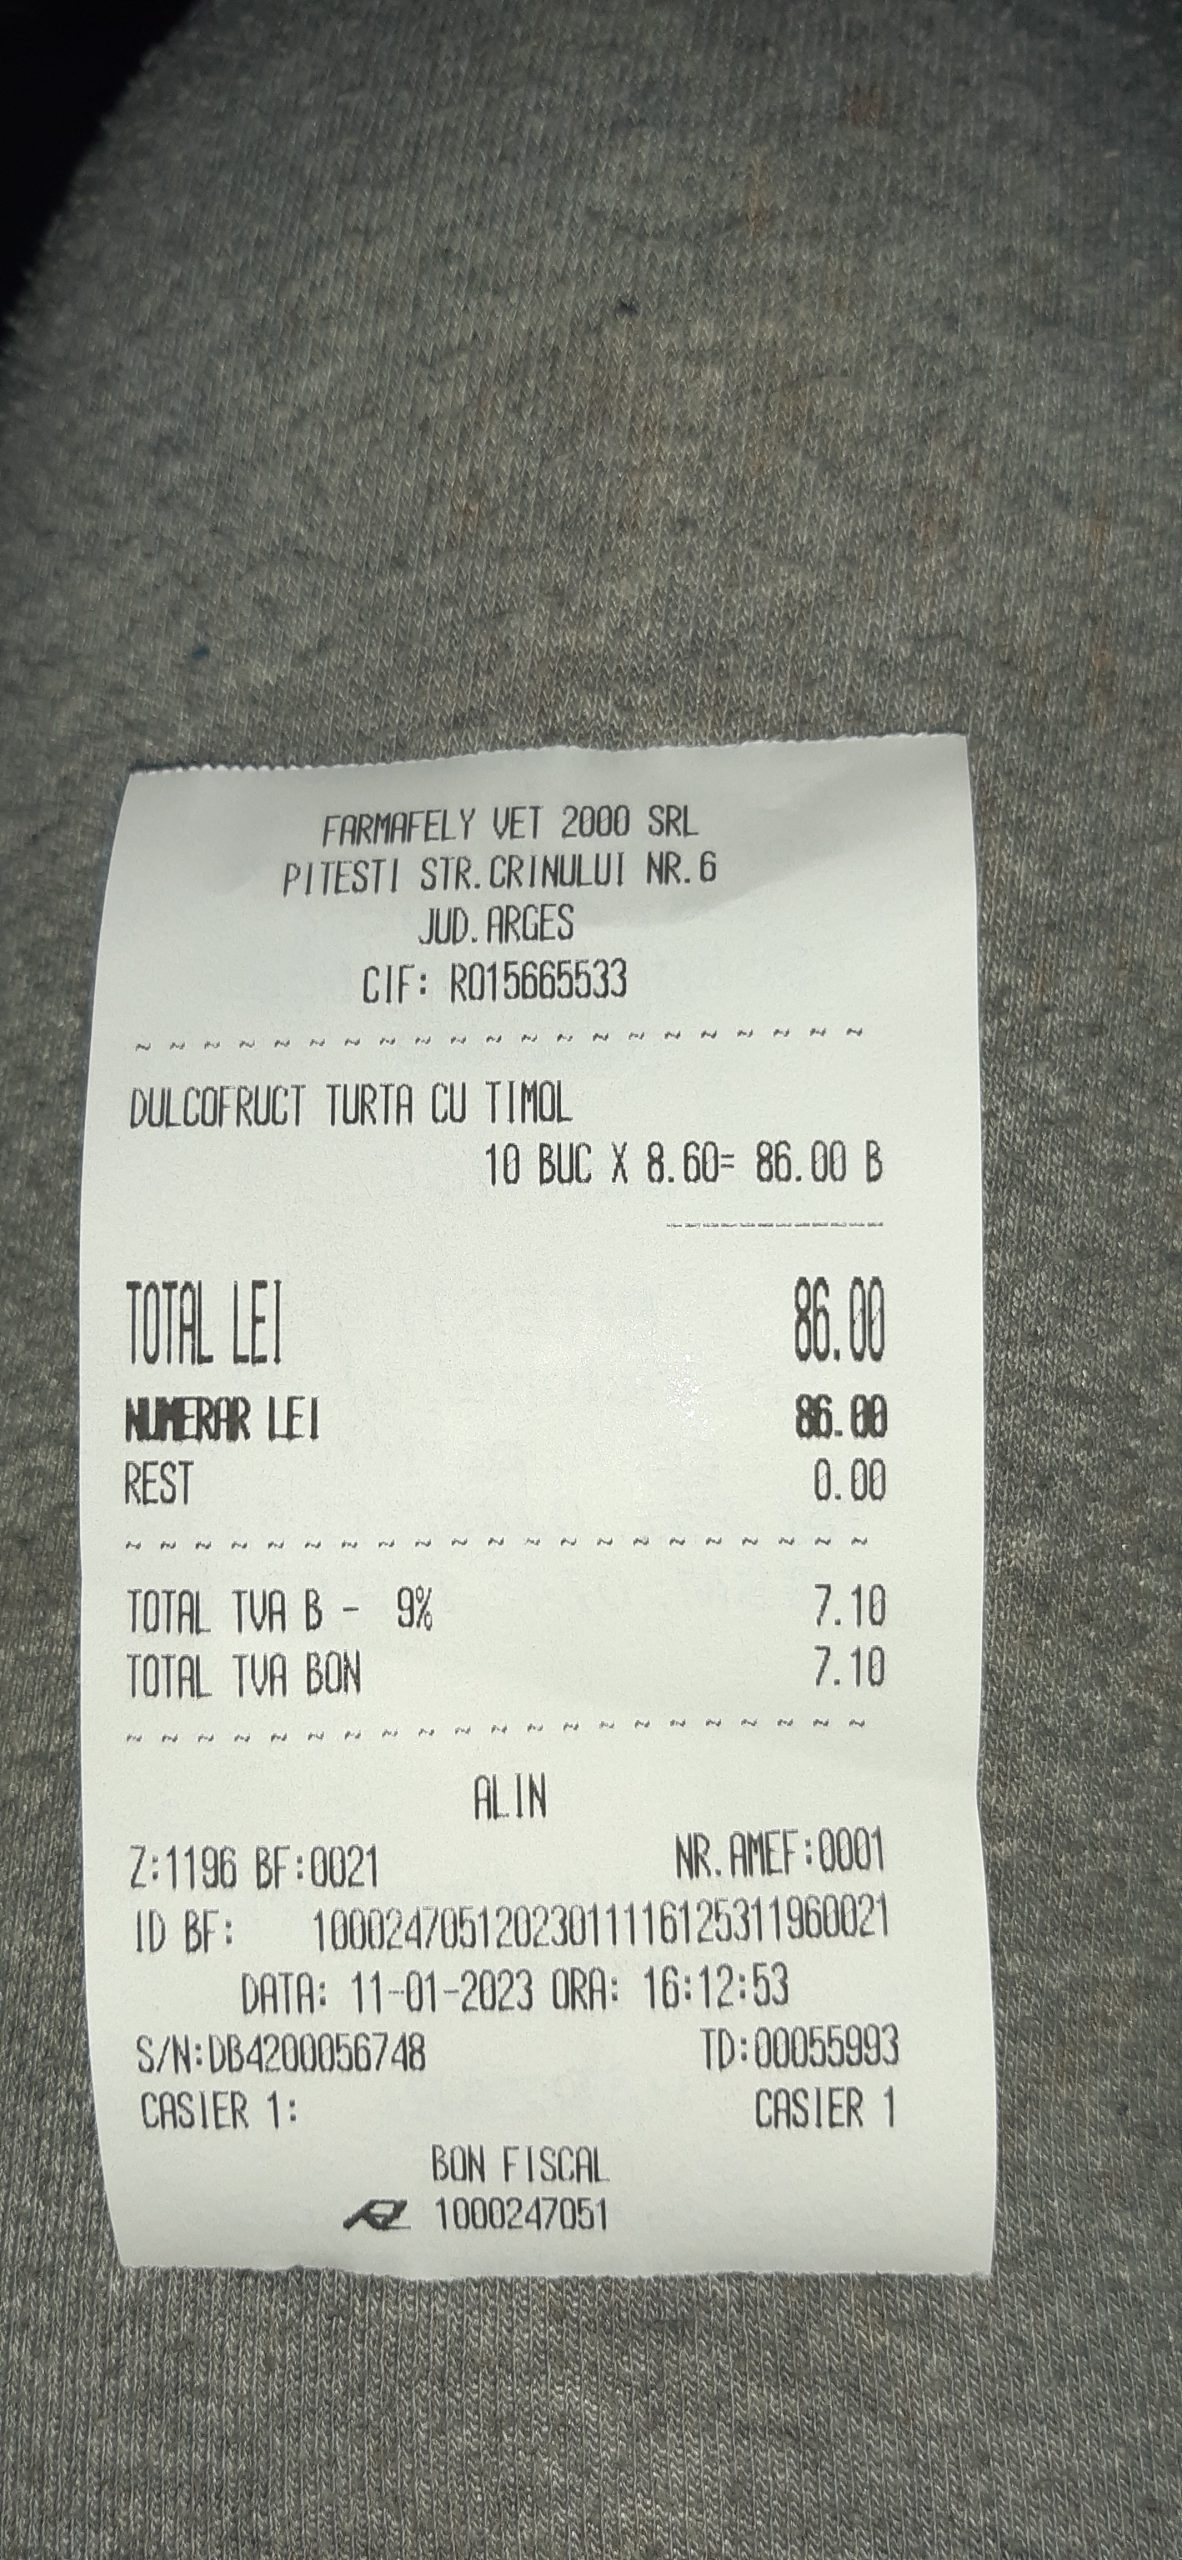 FARMAFELY VET 2000 SRL
PITESTI STR.CRINULUI NR.6
JUD.ARGES
CIF: RO15665533
~ ~ ~ ~ ~ ~ ~ ~ ~ ~ ~ ~ ~ ~ ~ ~ ~ ~ ~ ~ ~
DULCOFRUCT TURTA CU TIMOL
10 BUC X 8.60= 86.00 B
TOTAL LEI 86.00
NUMERAR LEI 86.00
REST 0.00
~ ~ ~ ~ ~ ~ ~ ~ ~ ~ ~ ~ ~ ~ ~ ~ ~ ~ ~ ~ ~
TOTAL TVA B - 9% 7.10
TOTAL TVA BON 7.10
~ ~ ~ ~ ~ ~ ~ ~ ~ ~ ~ ~ ~ ~ ~ ~ ~ ~ ~ ~ ~
ALIN
Z:1196 BF:0021 NR.AMEF:0001
ID BF: 10002470512023011116125311960021
DATA: 11-01-2023 ORA: 16:12:53
S/N:DB4200056748 TD:00055993
CASIER 1: CASIER 1
BON FISCAL
1000247051